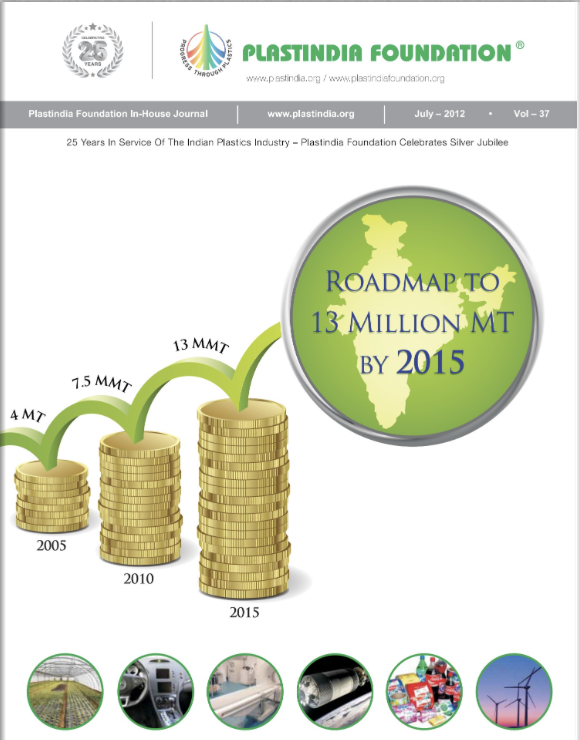 CELEBRATING
25
YEARS
PROGRESS THROUGH PLASTICS
PLASTINDIA FOUNDATION®
www.plastindia.org / www.plastindiafoundation.org
Plastindia Foundation In-House Journal
www.plastindia.org
July – 2012 • Vol – 37
25 Years In Service Of The Indian Plastics Industry – Plastindia Foundation Celebrates Silver Jubilee
ROADMAP TO
13 MILLION MT
BY 2015
13 MMT
7.5 MMT
4 MT
2005
2010
2015